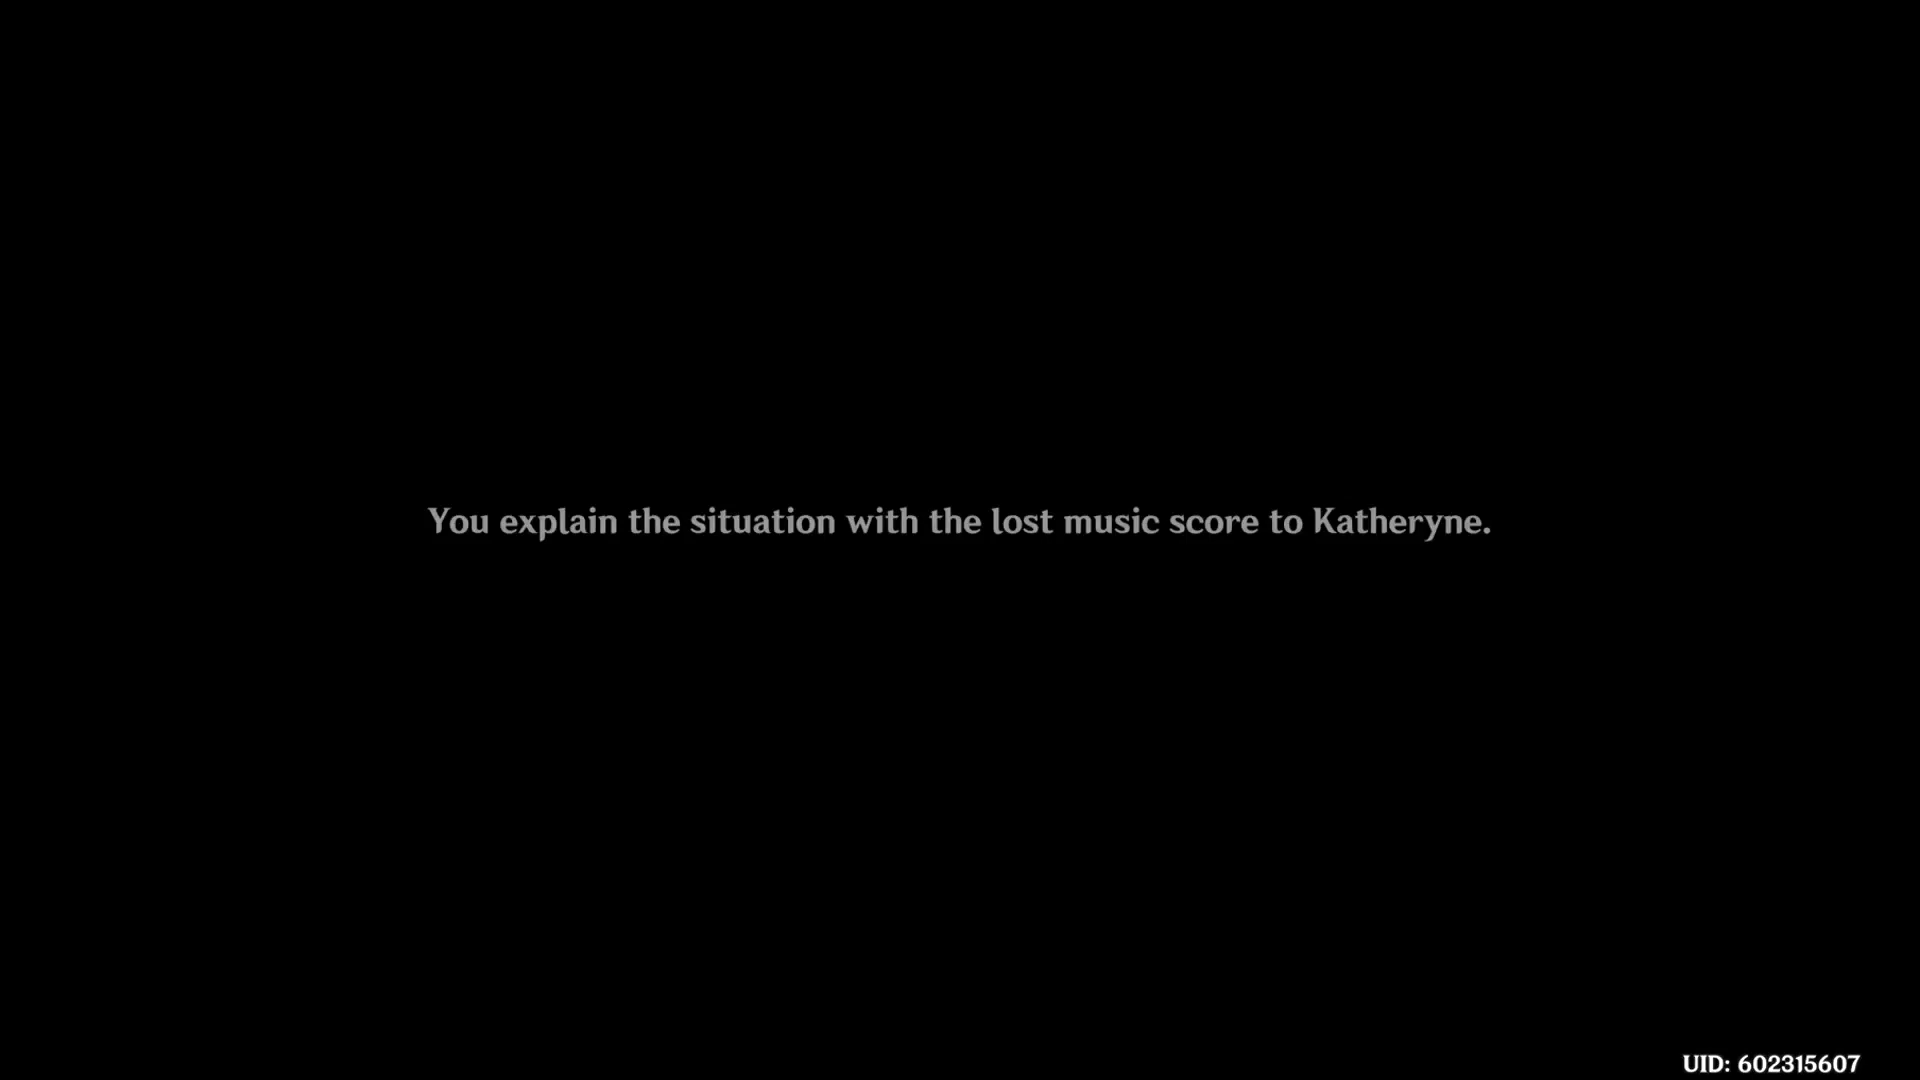 You explain the situation with the lost music score to Katheryne.
UID: 602315607